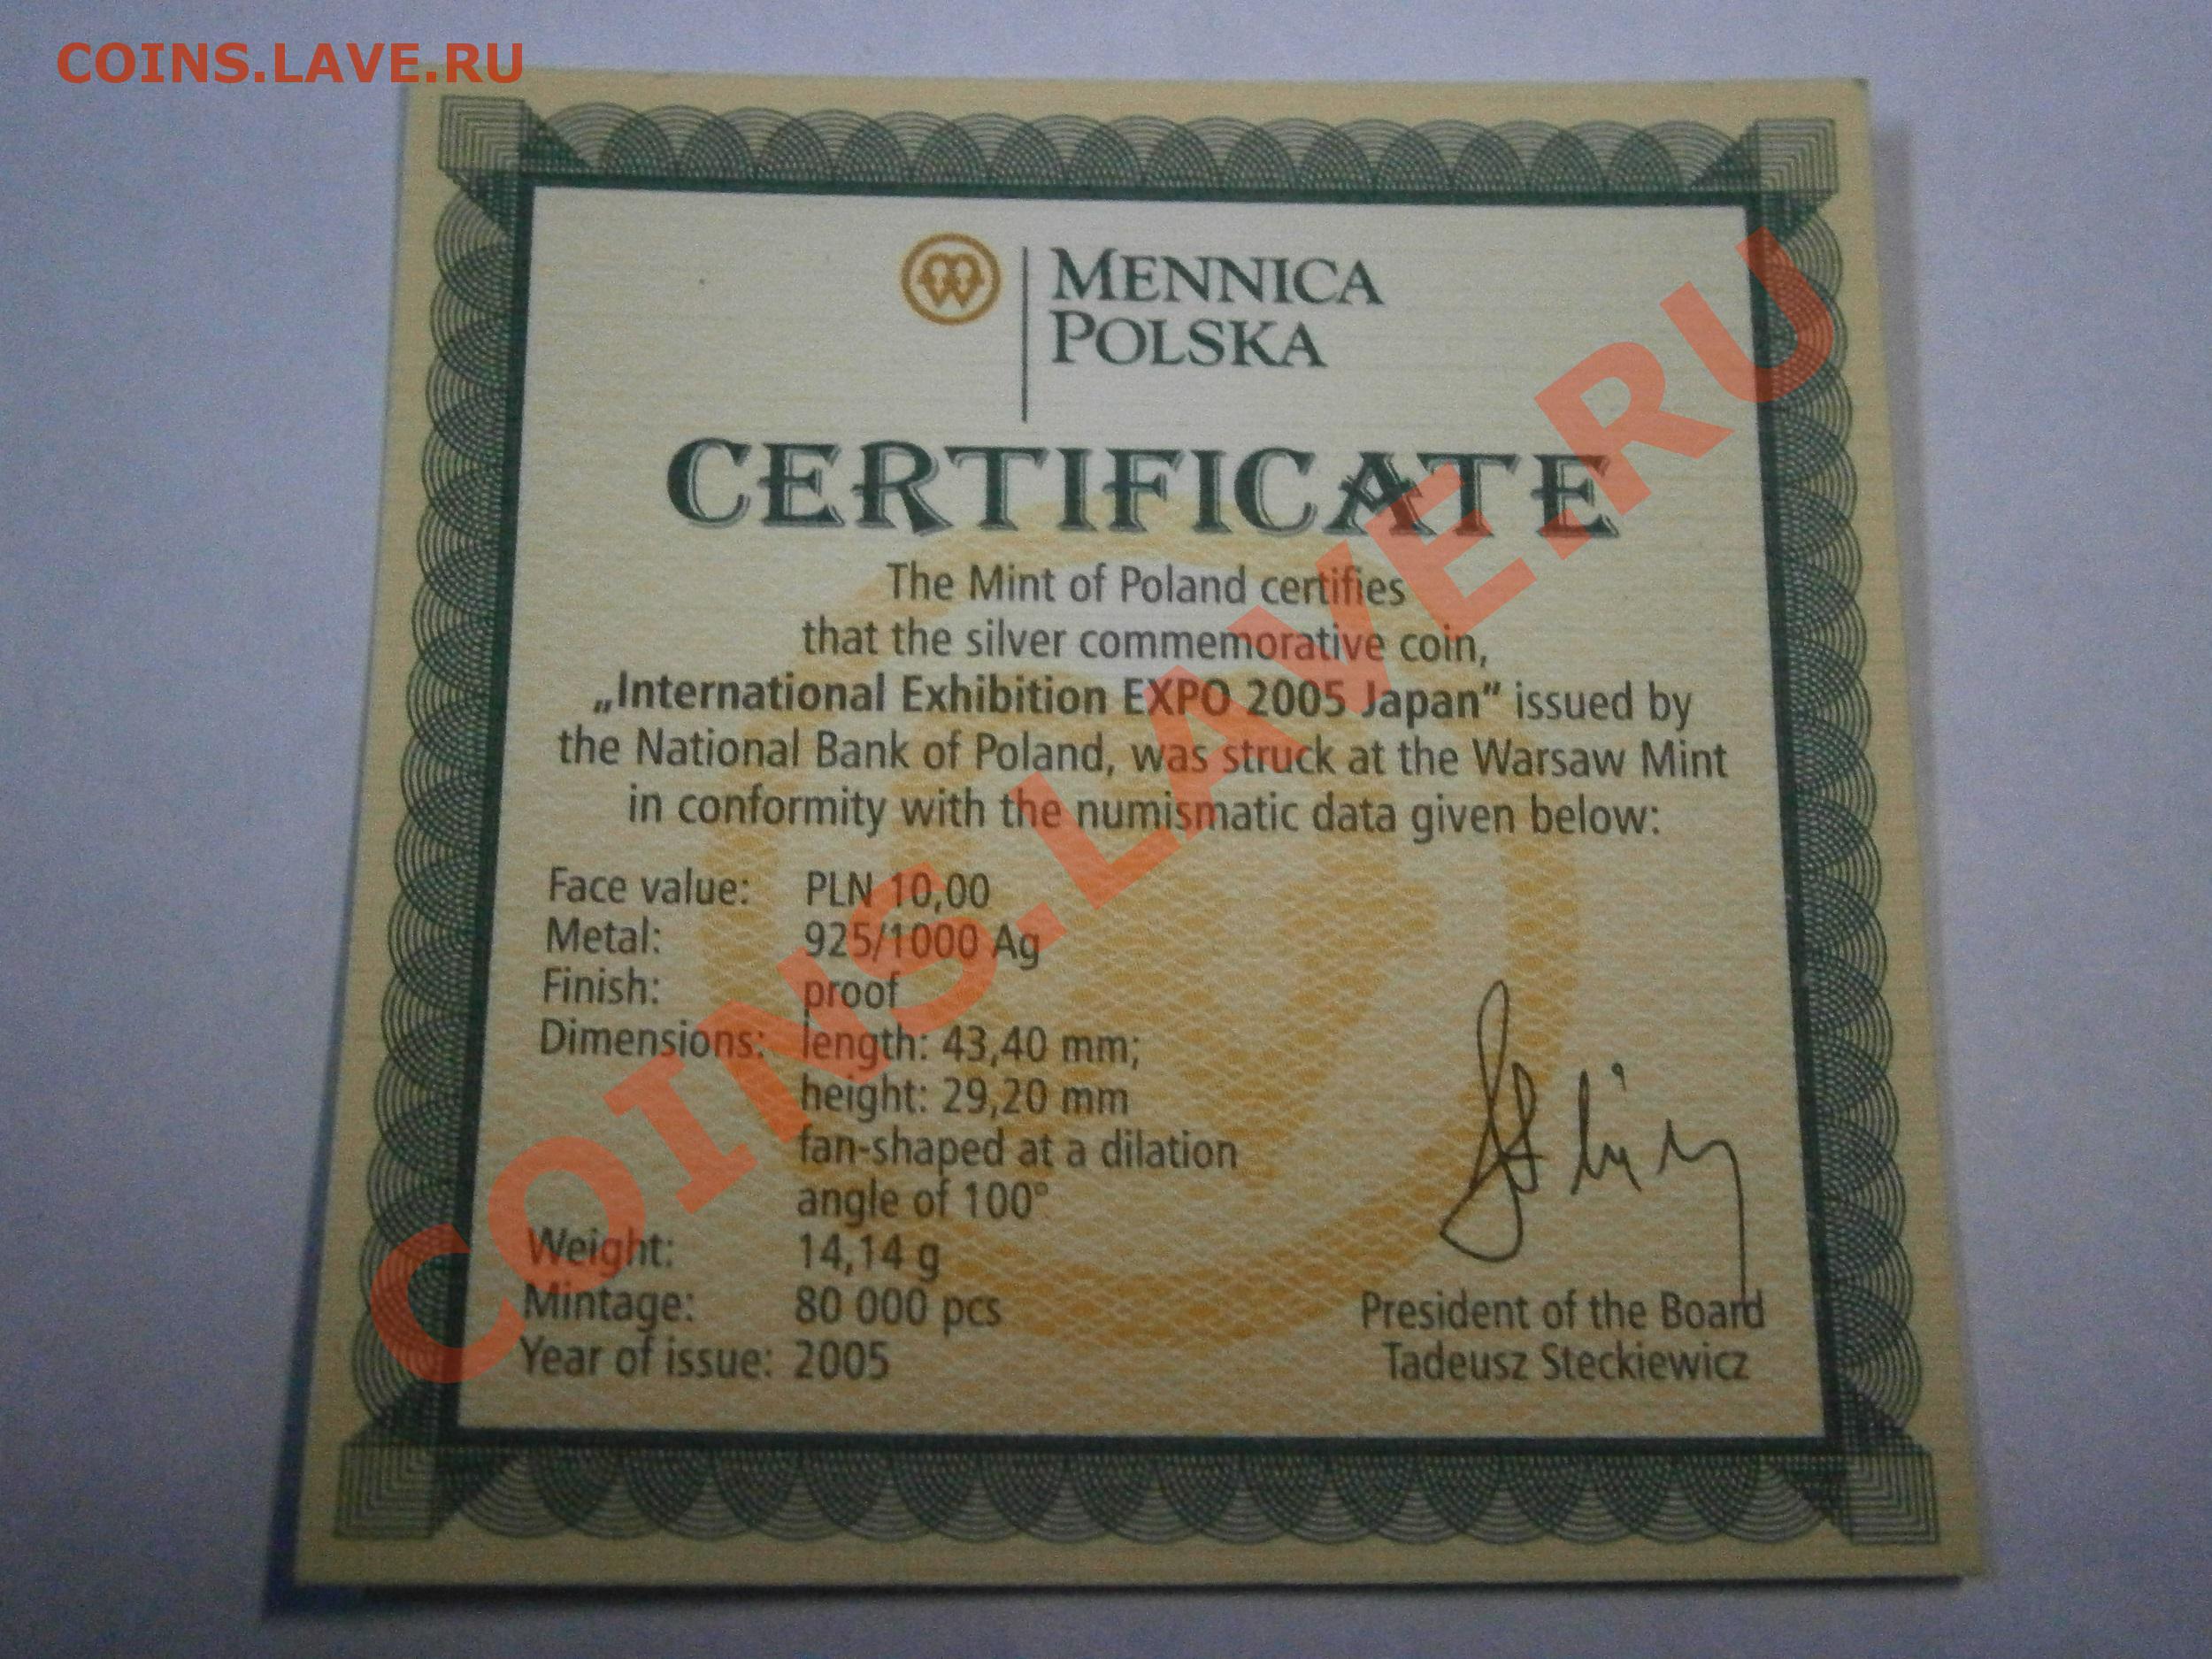 COINS.LAVE.RU
MENNICA
POLSKA
CERTIFICATE
The Mint of Poland certifies
that the silver commemorative coin,
„International Exhibition EXPO 2005 Japan” issued by
the National Bank of Poland, was struck at the Warsaw Mint
in conformity with the numismatic data given below:
Face value: PLN 10,00
Metal: 925/1000 Ag
Finish: proof
Dimensions: length: 43,40 mm;
height: 29,20 mm
fan-shaped at a dilation
angle of 100°
Weight: 14,14 g
Mintage: 80 000 pcs
Year of issue: 2005
President of the Board
Tadeusz Steckiewicz
COINS.LAVE.RU